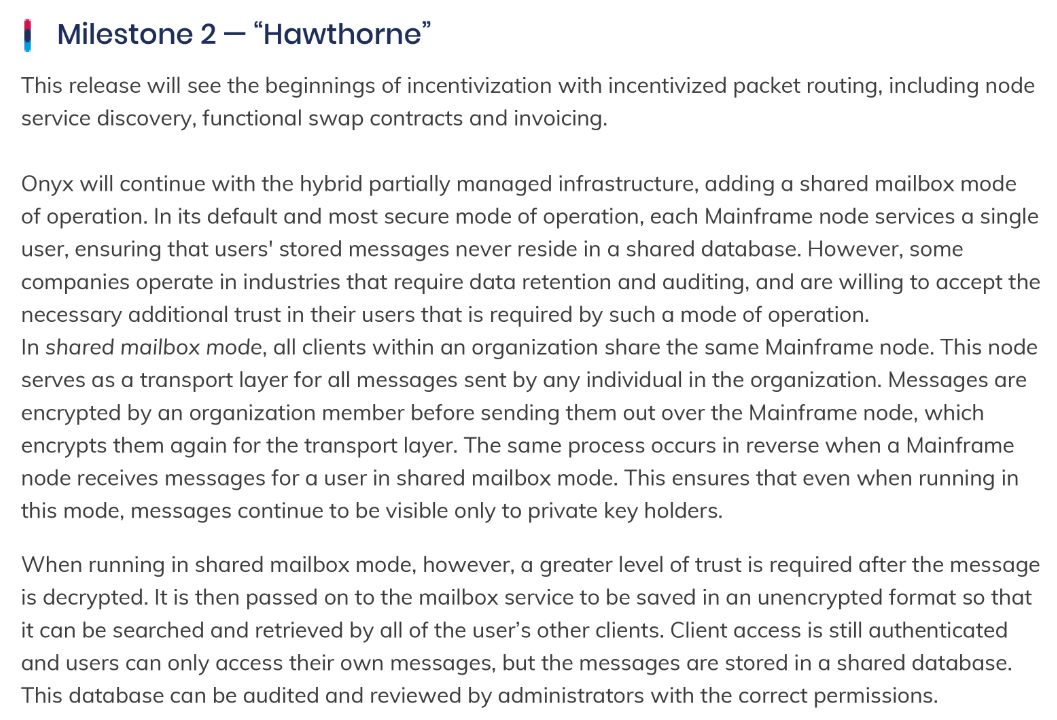 Milestone 2 — “Hawthorne”
This release will see the beginnings of incentivization with incentivized packet routing, including node
service discovery, functional swap contracts and invoicing.
Onyx will continue with the hybrid partially managed infrastructure, adding a shared mailbox mode
of operation. In its default and most secure mode of operation, each Mainframe node services a single
user, ensuring that users' stored messages never reside in a shared database. However, some
companies operate in industries that require data retention and auditing, and are willing to accept the
necessary additional trust in their users that is required by such a mode of operation.
In shared mailbox mode, all clients within an organization share the same Mainframe node. This node
serves as a transport layer for all messages sent by any individual in the organization. Messages are
encrypted by an organization member before sending them out over the Mainframe node, which
encrypts them again for the transport layer. The same process occurs in reverse when a Mainframe
node receives messages for a user in shared mailbox mode. This ensures that even when running in
this mode, messages continue to be visible only to private key holders.
When running in shared mailbox mode, however, a greater level of trust is required after the message
is decrypted. It is then passed on to the mailbox service to be saved in an unencrypted format so that
it can be searched and retrieved by all of the user’s other clients. Client access is still authenticated
and users can only access their own messages, but the messages are stored in a shared database.
This database can be audited and reviewed by administrators with the correct permissions.